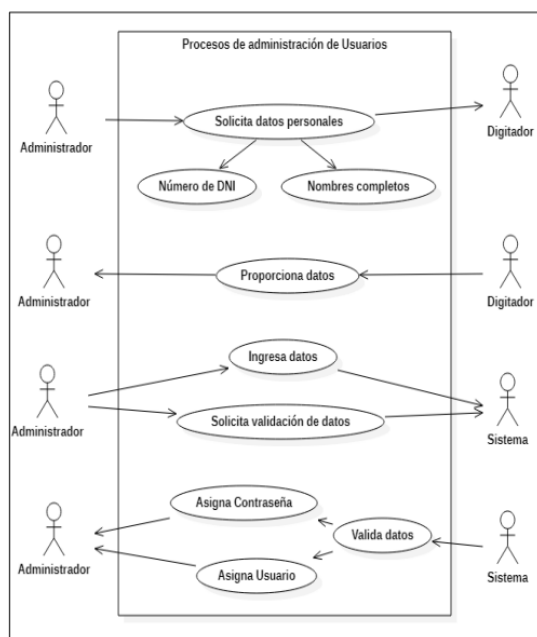 Procesos de administración de Usuarios
Solicita datos personales
Administrador
Digitador
Número de DNI
Nombres completos
Proporciona datos
Administrador
Digitador
Ingresa datos
Solicita validación de datos
Administrador
Sistema
Asigna Contraseña
Valida datos
Asigna Usuario
Administrador
Sistema